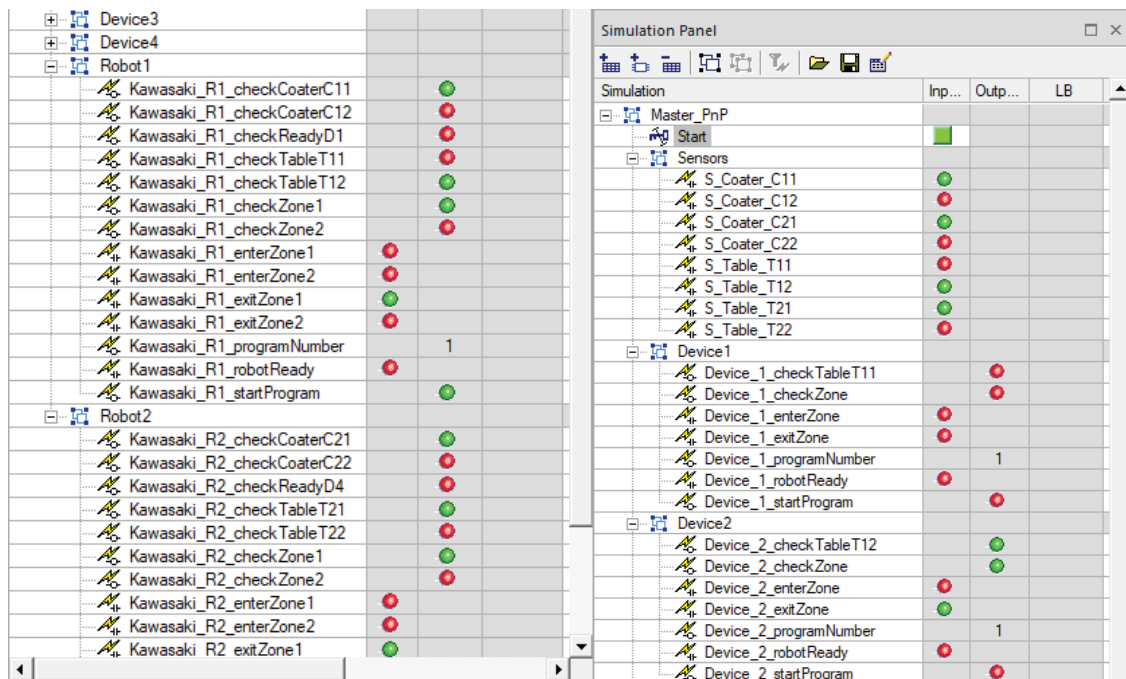 Device3
Device4
Robot1
Kawasaki_R1_checkCoaterC11
Kawasaki_R1_checkCoaterC12
Kawasaki_R1_checkReadyD1
Kawasaki_R1_checkTableT11
Kawasaki_R1_checkTableT12
Kawasaki_R1_checkZone1
Kawasaki_R1_checkZone2
Kawasaki_R1_enterZone1
Kawasaki_R1_enterZone2
Kawasaki_R1_exitZone1
Kawasaki_R1_exitZone2
Kawasaki_R1_programNumber 1
Kawasaki_R1_robotReady
Kawasaki_R1_startProgram
Robot2
Kawasaki_R2_checkCoaterC21
Kawasaki_R2_checkCoaterC22
Kawasaki_R2_checkReadyD4
Kawasaki_R2_checkTableT21
Kawasaki_R2_checkTableT22
Kawasaki_R2_checkZone1
Kawasaki_R2_checkZone2
Kawasaki_R2_enterZone1
Kawasaki_R2_enterZone2
Kawasaki_R2_exitZone1
Simulation Panel
Simulation Inp... Outp... LB
Master_PnP
Start
Sensors
S_Coater_C11
S_Coater_C12
S_Coater_C21
S_Coater_C22
S_Table_T11
S_Table_T12
S_Table_T21
S_Table_T22
Device1
Device_1_checkTableT11
Device_1_checkZone
Device_1_enterZone
Device_1_exitZone
Device_1_programNumber 1
Device_1_robotReady
Device_1_startProgram
Device2
Device_2_checkTableT12
Device_2_checkZone
Device_2_enterZone
Device_2_exitZone
Device_2_programNumber 1
Device_2_robotReady
Device_2_startProgram